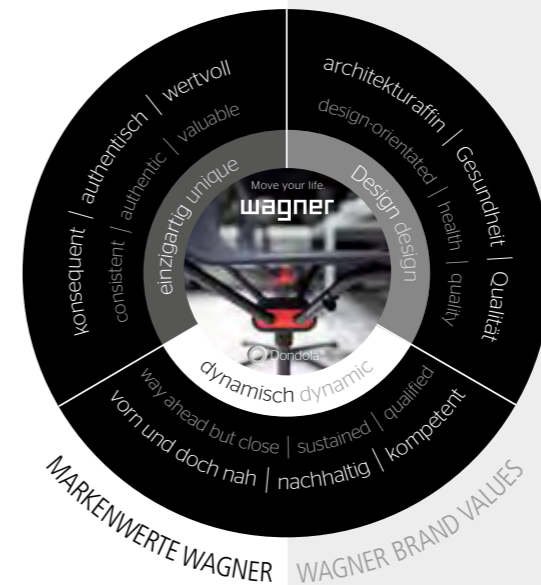 konsequent | authentisch | wertvoll
consistent | authentic | valuable
einzigartig unique
architekturaffin | Gesundheit | Qualität
design-orientated | health | quality
Design design
Move your life.
wagner
Dondola®
dynamisch dynamic
way ahead but close | sustained | qualified
vorn und doch nah | nachhaltig | kompetent
MARKENWERTE WAGNER
WAGNER BRAND VALUES